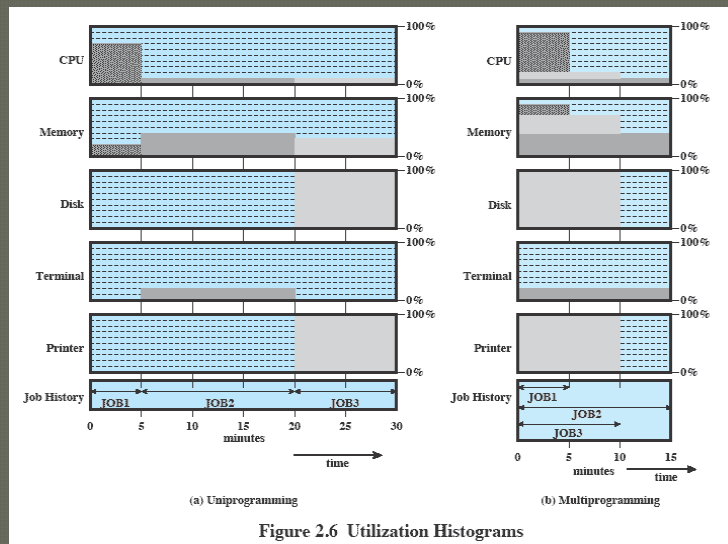 100%
CPU
0%
100%
Memory
0%
100%
Disk
0%
100%
Terminal
0%
100%
Printer
0%
Job History
JOB1 JOB2 JOB3
0 5 10 15 20 25 30
minutes
time
(a) Uniprogramming
100%
CPU
0%
100%
Memory
0%
100%
Disk
0%
100%
Terminal
0%
100%
Printer
0%
Job History
JOB1
JOB2
JOB3
0 5 10 15
minutes
time
(b) Multiprogramming
Figure 2.6 Utilization Histograms